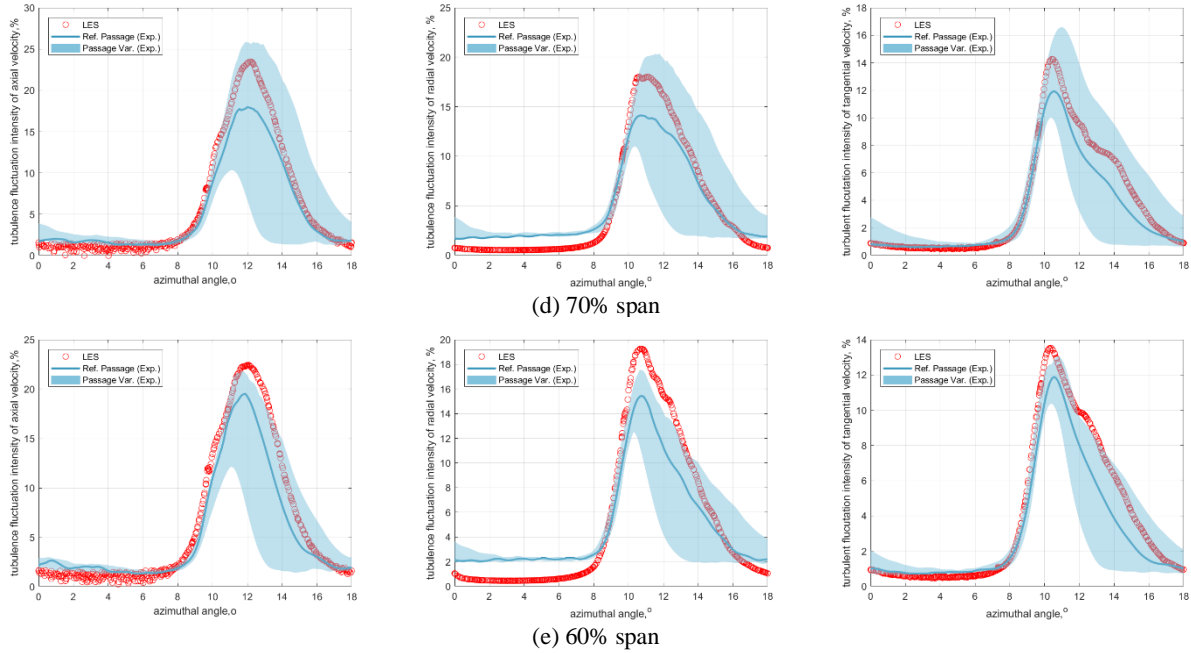 turbulence fluctuation intensity of axial velocity, %
30
25
20
15
10
5
0
LES
Ref. Passage (Exp.)
Passage Var. (Exp.)
0 2 4 6 8 10 12 14 16 18
azimuthal angle,o
turbulence fluctuation intensity of radial velocity, %
25
20
15
10
5
0
LES
Ref. Passage (Exp.)
Passage Var. (Exp.)
0 2 4 6 8 10 12 14 16 18
azimuthal angle,°
turbulent flucutation intensity of tangential velocity, %
18
16
14
12
10
8
6
4
2
0
LES
Ref. Passage (Exp.)
Passage Var. (Exp.)
0 2 4 6 8 10 12 14 16 18
azimuthal angle,°
(d) 70% span
turbulence fluctuation intensity of axial velocity, %
25
20
15
10
5
0
LES
Ref. Passage (Exp.)
Passage Var. (Exp.)
0 2 4 6 8 10 12 14 16 18
azimuthal angle,o
turbulence fluctuation intensity of radial velocity, %
20
18
16
14
12
10
8
6
4
2
0
LES
Ref. Passage (Exp.)
Passage Var. (Exp.)
0 2 4 6 8 10 12 14 16 18
azimuthal angle,°
turbulent flucutation intensity of tangential velocity, %
14
12
10
8
6
4
2
0
LES
Ref. Passage (Exp.)
Passage Var. (Exp.)
0 2 4 6 8 10 12 14 16 18
azimuthal angle,°
(e) 60% span